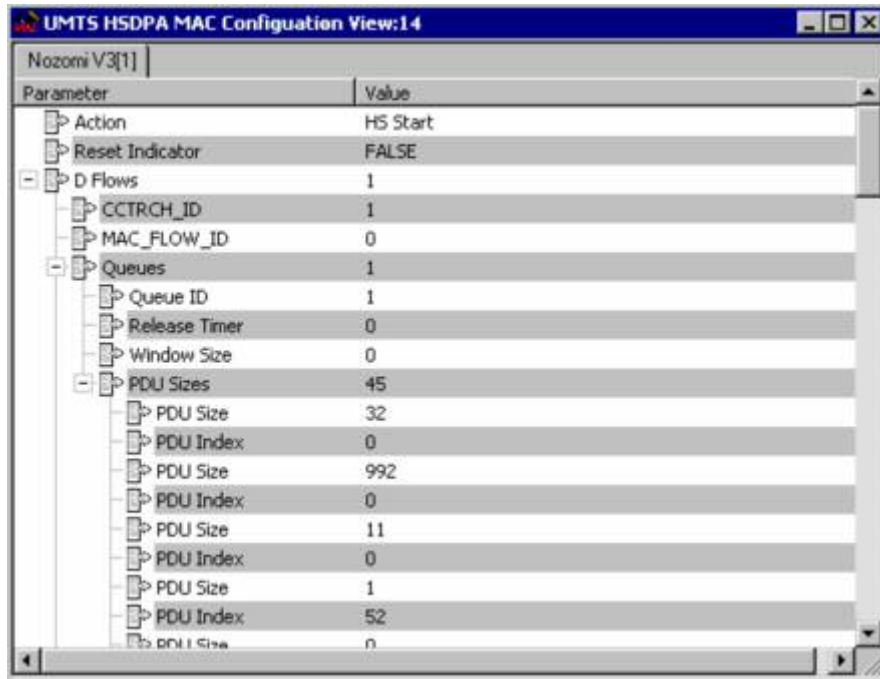 UMTS HSDPA MAC Configuation View:14
Nozomi V3[1]
Parameter Value
Action HS Start
Reset Indicator FALSE
D Flows 1
CCTRCH_ID 1
MAC_FLOW_ID 0
Queues 1
Queue ID 1
Release Timer 0
Window Size 0
PDU Sizes 45
PDU Size 32
PDU Index 0
PDU Size 992
PDU Index 0
PDU Size 11
PDU Index 0
PDU Size 1
PDU Index 52
PDU Size 0